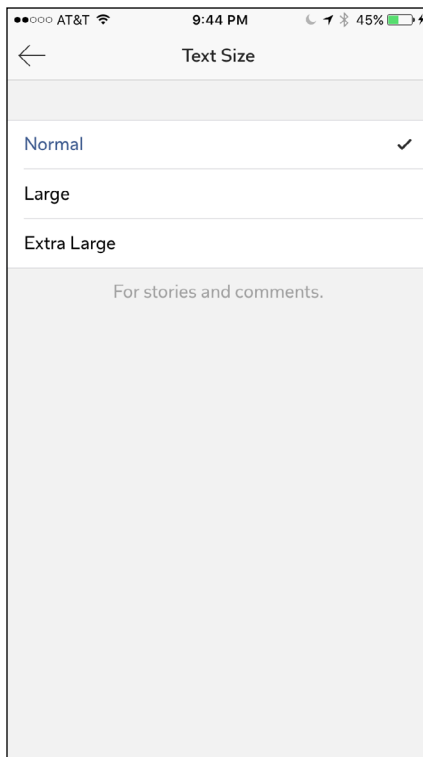 AT&T 9:44 PM 45%
Text Size
Normal
Large
Extra Large
For stories and comments.